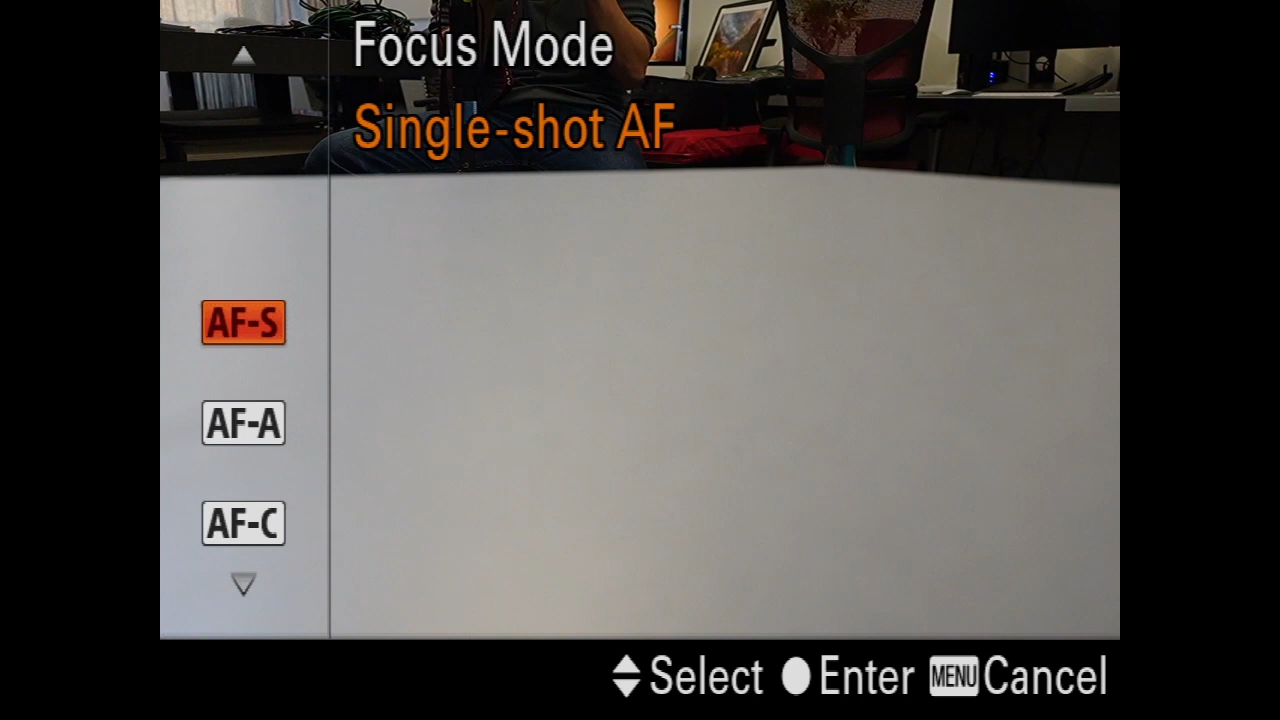 Focus Mode
Single-shot AF
AF-S
AF-A
AF-C
Select Enter MENU Cancel